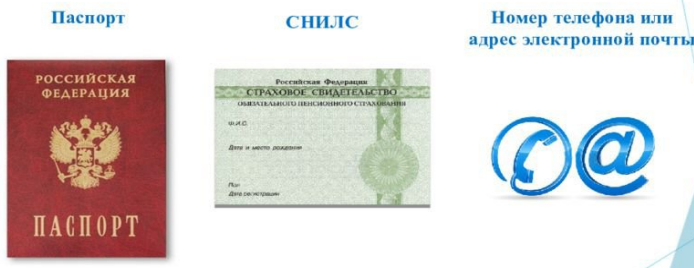 Паспорт
СНИЛС
Номер телефона или
адрес электронной почты
РОССИЙСКАЯ
ФЕДЕРАЦИЯ
ПАСПОРТ
Российская Федерация
СТРАХОВОЕ СВИДЕТЕЛЬСТВО
ОБЯЗАТЕЛЬНОГО ПЕНСИОННОГО СТРАХОВАНИЯ
Ф.И.О.
Дата и место рождения
Пол
Дата регистрации
@